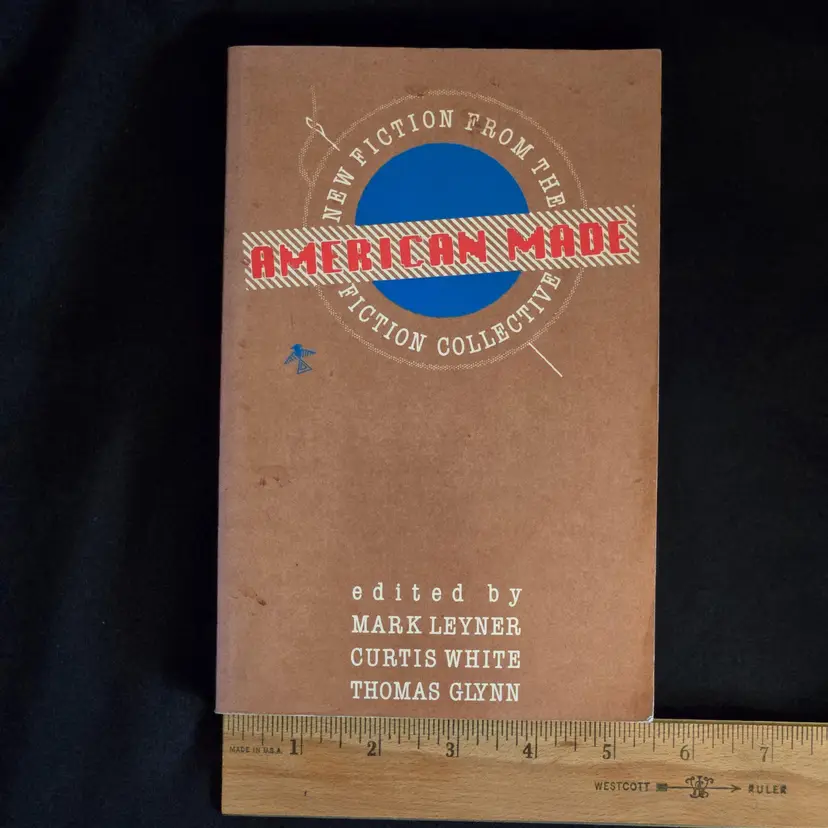 NEW FICTION FROM THE
AMERICAN MADE
FICTION COLLECTIVE
edited by
MARK LEYNER
CURTIS WHITE
THOMAS GLYNN
MADE IN U.S.A. 1 2 3 4 5 6 7
WESTCOTT RULER